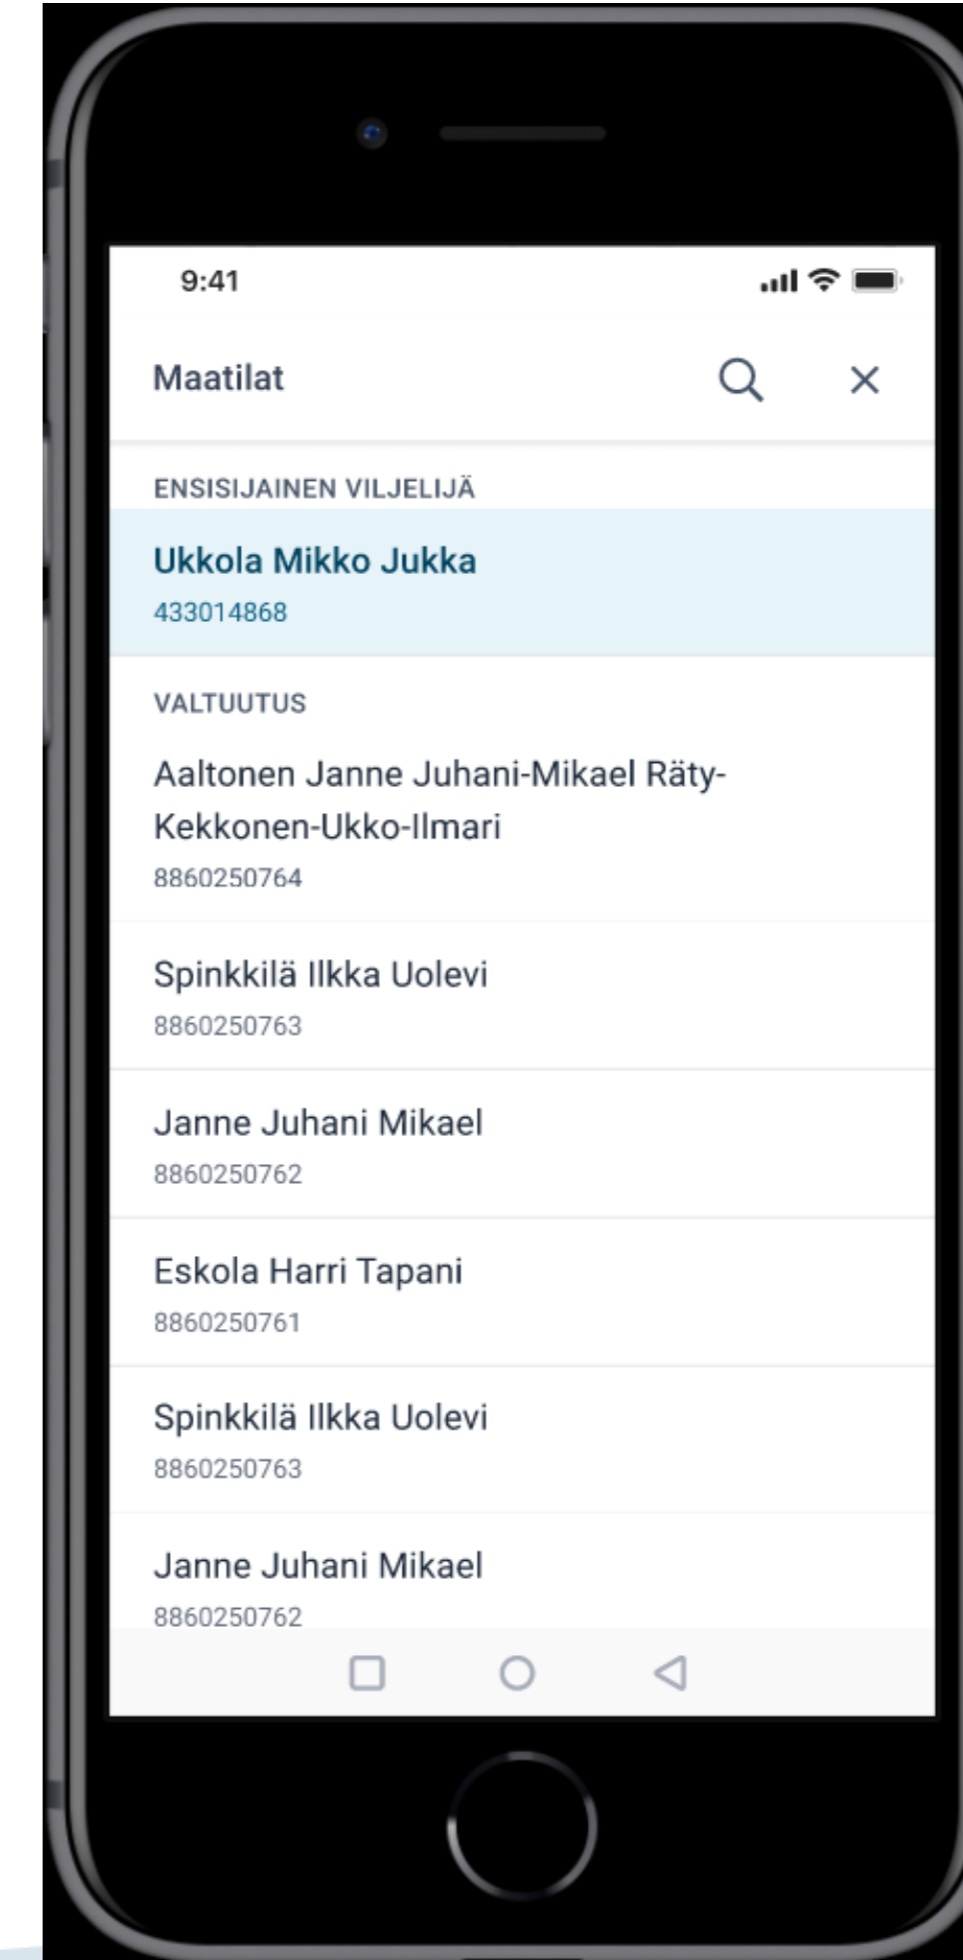 9:41
Maatilat
ENSISIJAINEN VILJELIJÄ
Ukkola Mikko Jukka
433014868
VALTUUTUS
Aaltonen Janne Juhani-Mikael Räty-
Kekkonen-Ukko-Ilmari
8860250764
Spinkkilä Ilkka Uolevi
8860250763
Janne Juhani Mikael
8860250762
Eskola Harri Tapani
8860250761
Spinkkilä Ilkka Uolevi
8860250763
Janne Juhani Mikael
8860250762